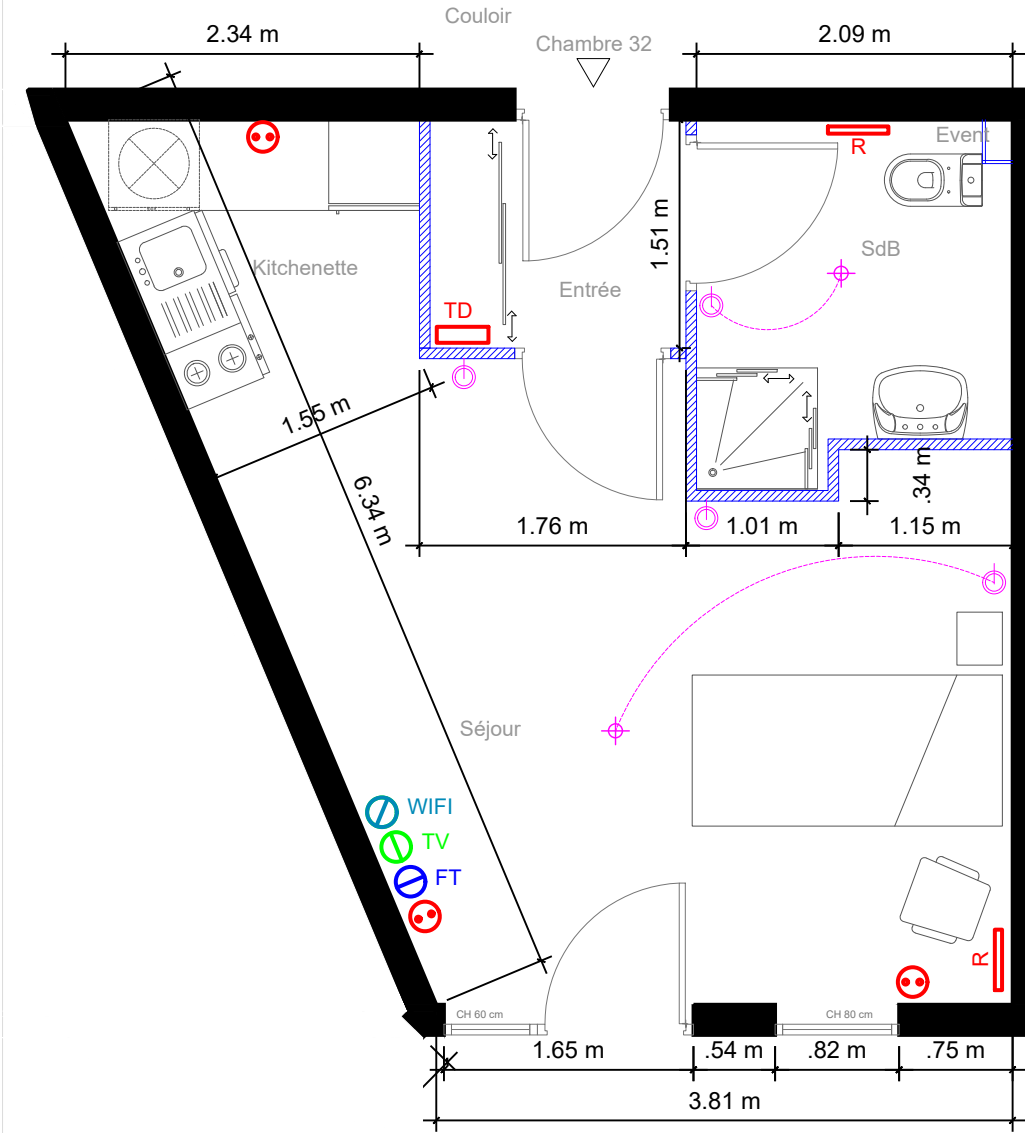 Couloir
2.34 m
Chambre 32
2.09 m
R
Event
1.51 m
SdB
Kitchenette
Entrée
TD
1.55 m
6.34 m
.34 m
1.76 m
1.01 m
1.15 m
Séjour
WIFI
TV
FT
R
CH 60 cm
CH 80 cm
1.65 m
.54 m
.82 m
.75 m
3.81 m